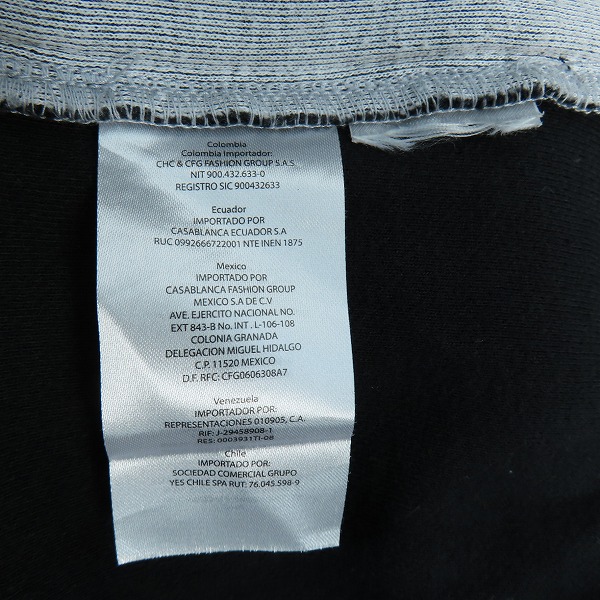 Colombia
Colombia Importador:
CHC & CFG FASHION GROUP S.A.S
NIT 900.432.633-0
REGISTRO SIC 900432633
Ecuador
IMPORTADO POR
CASABLANCA ECUADOR S.A
RUC 0992666722001 NTE INEN 1875
Mexico
IMPORTADO POR
CASABLANCA FASHION GROUP
MEXICO S.A DE C.V
AVE. EJERCITO NACIONAL NO.
EXT 843-B No. INT . L-106-108
COLONIA GRANADA
DELEGACION MIGUEL HIDALGO
C.P. 11520 MEXICO
D.F. RFC: CFG0606308A7
Venezuela
IMPORTADOR POR:
REPRESENTACIONES 010905, C.A.
RIF: J-29458908-1
RES: 0003931TI-08
Chile
IMPORTADO POR:
SOCIEDAD COMERCIAL GRUPO
YES CHILE SPA RUT: 76.045.598-9